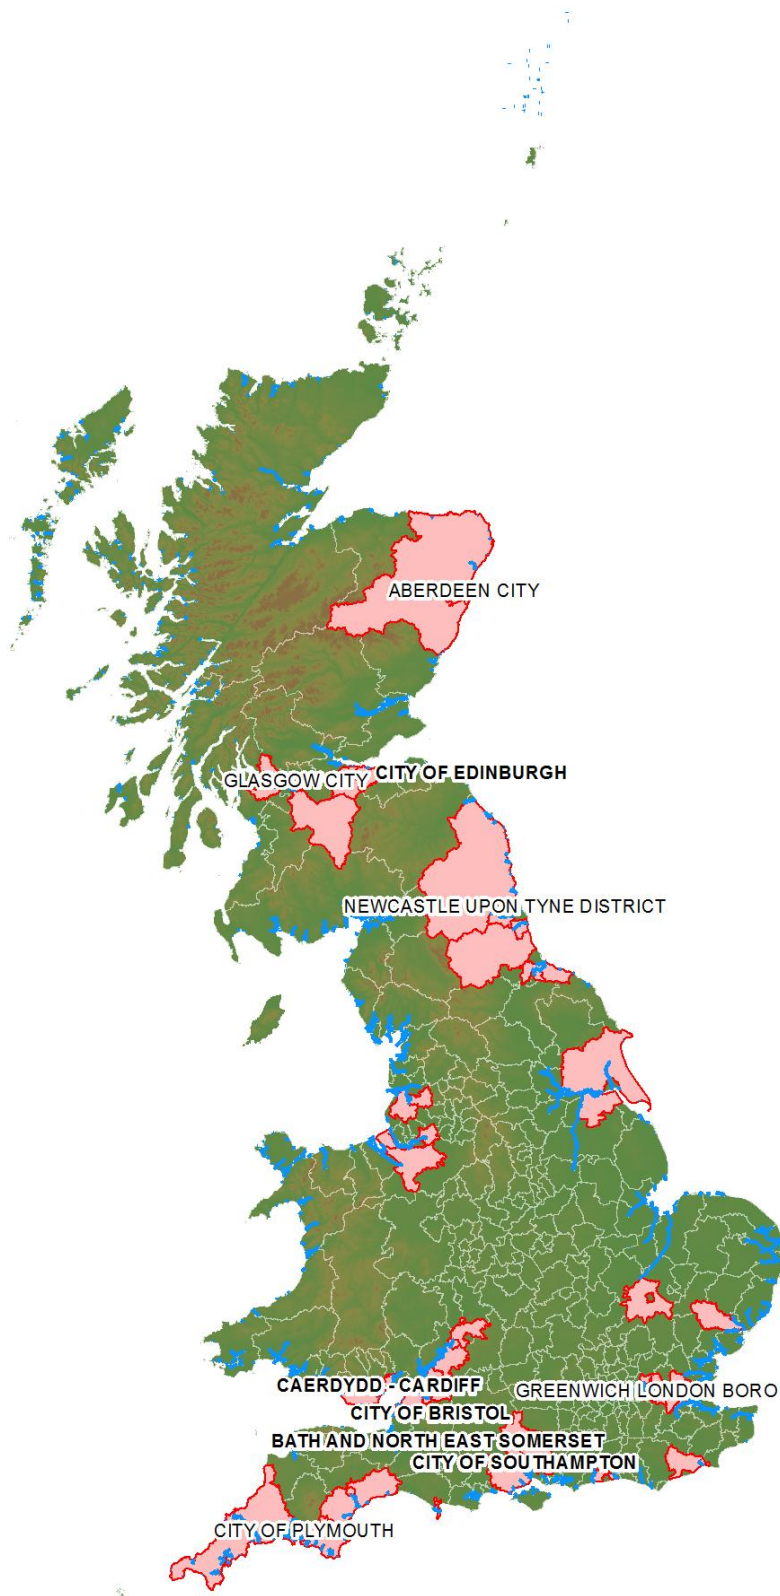 ABERDEEN CITY
GLASGOW CITY
CITY OF EDINBURGH
NEWCASTLE UPON TYNE DISTRICT
CAERDYDD - CARDIFF
GREENWICH LONDON BORO
CITY OF BRISTOL
BATH AND NORTH EAST SOMERSET
CITY OF SOUTHAMPTON
CITY OF PLYMOUTH